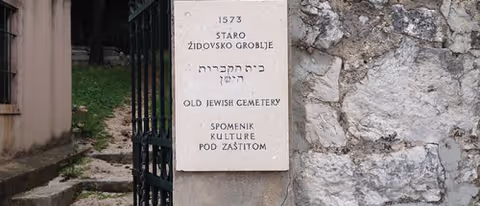 1573
STARO
ŽIDOVSKO GROBLJE
בית הקברות
הישן
OLD JEWISH CEMETERY
SPOMENIK
KULTURE
POD ZAŠTITOM